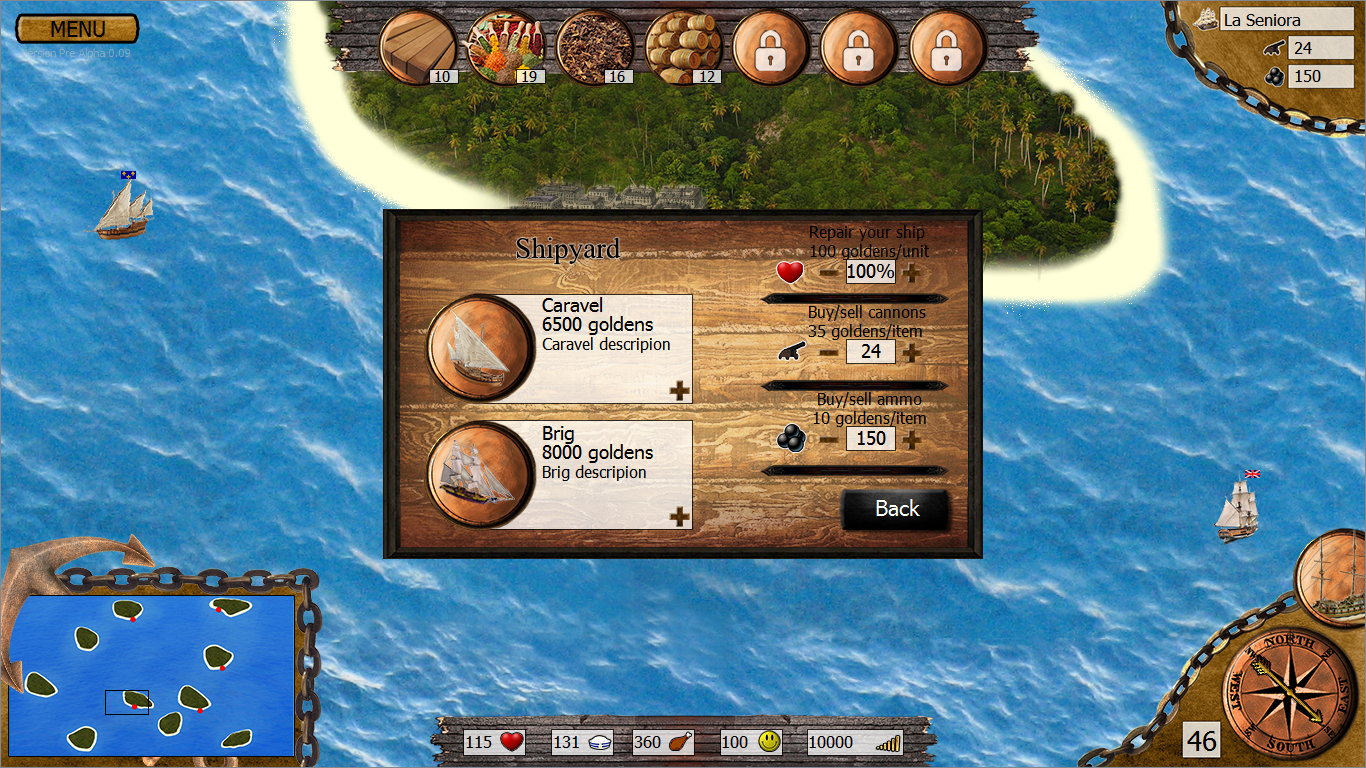 MENU
Version Pre Alpha 0.09
10
19
16
12
La Seniora
24
150
Shipyard
Caravel
6500 goldens
Caravel descripion
Brig
8000 goldens
Brig descripion
Repair your ship
100 goldens/unit
100%
Buy/sell cannons
35 goldens/item
24
Buy/sell ammo
10 goldens/item
150
Back
115
131
360
100
10000
46
NORTH
WEST
EAST
SOUTH